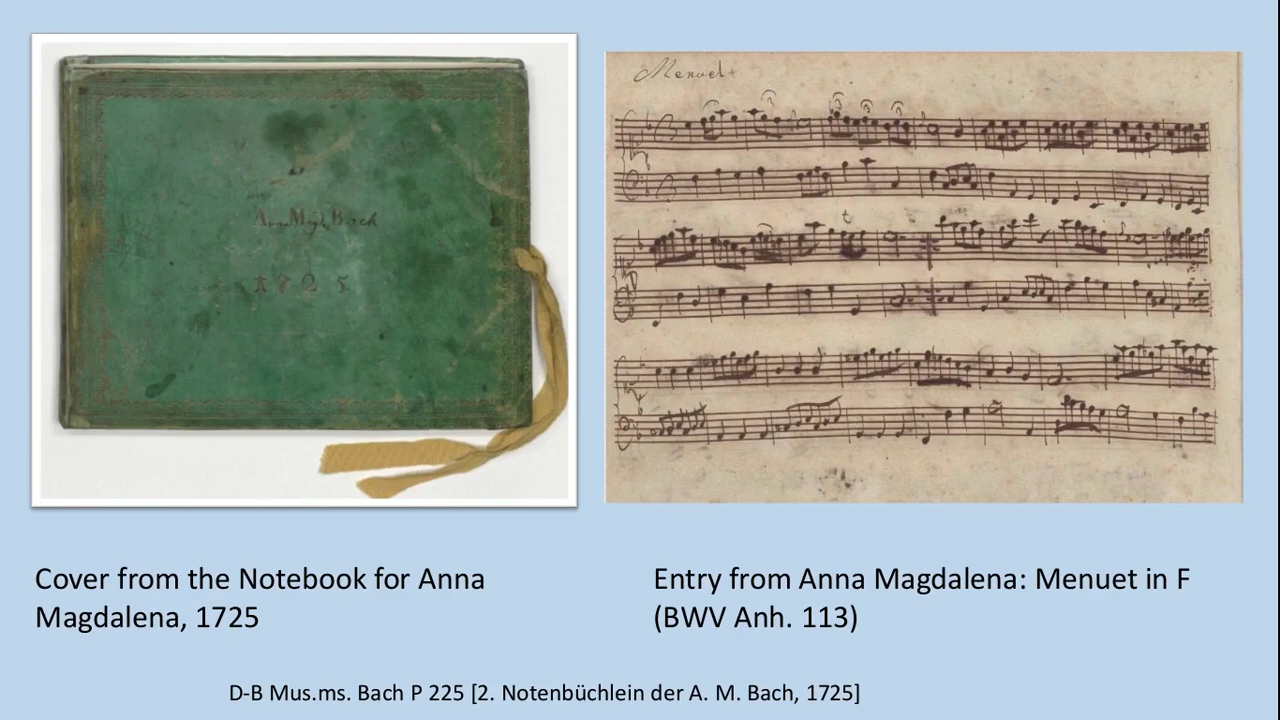 Bach
Menuet
t
Cover from the Notebook for Anna
Magdalena, 1725
Entry from Anna Magdalena: Menuet in F
(BWV Anh. 113)
D-B Mus.ms. Bach P 225 [2. Notenbüchlein der A. M. Bach, 1725]